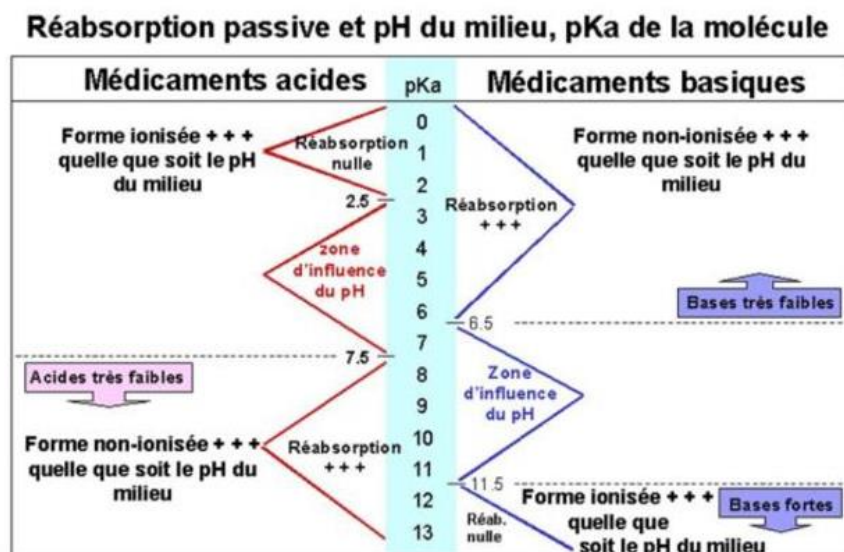 Réabsorption passive et pH du milieu, pKa de la molécule
Médicaments acides
pKa
Médicaments basiques
Forme ionisée + + +
quelle que soit le pH
du milieu
Réabsorption
nulle
2.5
zone
d'influence
du pH
7.5
Acides très faibles
Forme non-ionisée + + +
quelle que soit le pH du
milieu
Réabsorption
+ + +
0
1
2
3
4
5
6
7
8
9
10
11
12
13
Forme non-ionisée + + +
quelle que soit le pH du
milieu
Réabsorption
+ + +
Bases très faibles
6.5
Zone
d'influence
du pH
11.5
Forme ionisée + + +
quelle que
soit le pH du milieu
Bases fortes
Réab.
nulle